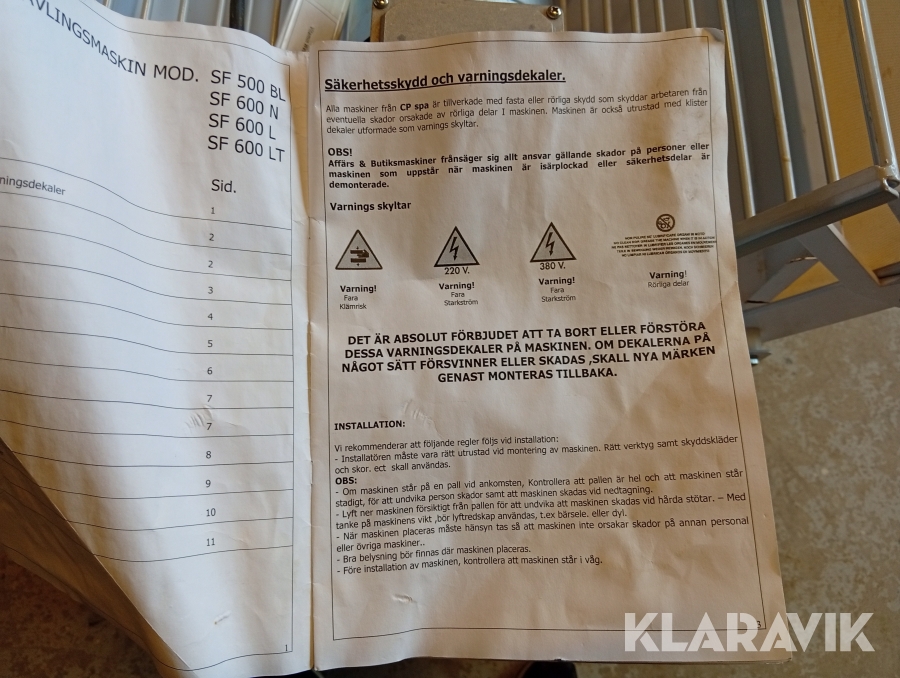 AVLINGSMASKIN MOD. SF 500 BL
SF 600 N
SF 600 L
SF 600 LT
Sid.
ningsdekaler
1
2
2
3
4
5
6
7
7
8
9
10
11
1
Säkerhetsskydd och varningsdekaler.
Alla maskiner från CP spa är tillverkade med fasta eller rörliga skydd som skyddar arbetaren från
eventuella skador orsakade av rörliga delar I maskinen. Maskinen är också utrustad med klister
dekaler utformade som varnings skyltar.
OBS!
Affärs & Butiksmaskiner frånsäger sig allt ansvar gällande skador på personer eller
maskinen som uppstår när maskinen är isärplockad eller säkerhetsdelar är
demonterade.
Varnings skyltar
220 V.
380 V.
Varning!
Fara
Klämrisk
Varning!
Fara
Starkström
Varning!
Fara
Starkström
Varning!
Rörliga delar
DET ÄR ABSOLUT FÖRBJUDET ATT TA BORT ELLER FÖRSTÖRA
DESSA VARNINGSDEKALER PÅ MASKINEN. OM DEKALERNA PÅ
NÅGOT SÄTT FÖRSVINNER ELLER SKADAS ,SKALL NYA MÄRKEN
GENAST MONTERAS TILLBAKA.
INSTALLATION:
Vi rekommenderar att följande regler följs vid installation:
- Installatören måste vara rätt utrustad vid montering av maskinen. Rätt verktyg samt skyddskläder
och skor. ect skall användas.
OBS:
- Om maskinen står på en pall vid ankomsten, Kontrollera att pallen är hel och att maskinen står
stadigt, för att undvika person skador samt att maskinen skadas vid nedtagning.
- Lyft ner maskinen försiktigt från pallen för att undvika att maskinen skadas vid hårda stötar. – Med
tanke på maskinens vikt ,bör lyftredskap användas, t.ex bärsele. eller dyl.
- När maskinen placeras måste hänsyn tas så att maskinen inte orsakar skador på annan personal
eller övriga maskiner..
- Bra belysning bör finnas där maskinen placeras.
- Före installation av maskinen, kontrollera att maskinen står i våg.
3
KLARAVIK